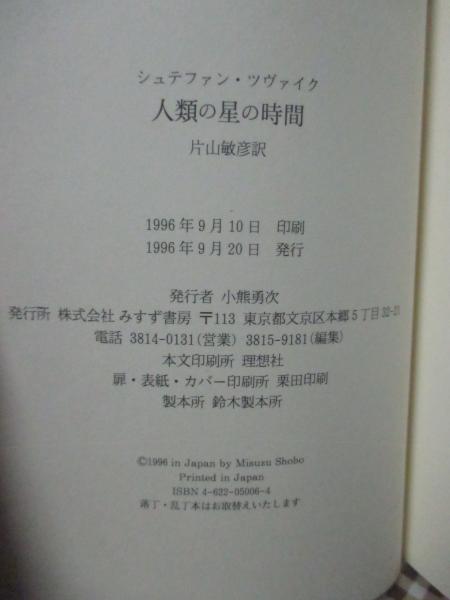 シュテファン・ツヴァイク
人類の星の時間
片山敏彦訳
1996年9月10日 印刷
1996年9月20日 発行
発行者 小熊勇次
発行所 株式会社 みすず書房 〒113 東京都文京区本郷5丁目32-21
電話 3814-0131(営業) 3815-9181(編集)
本文印刷所 理想社
扉・表紙・カバー印刷所 栗田印刷
製本所 鈴木製本所
©1996 in Japan by Misuzu Shobo
Printed in Japan
ISBN 4-622-05006-4
落丁・乱丁本はお取替えいたします